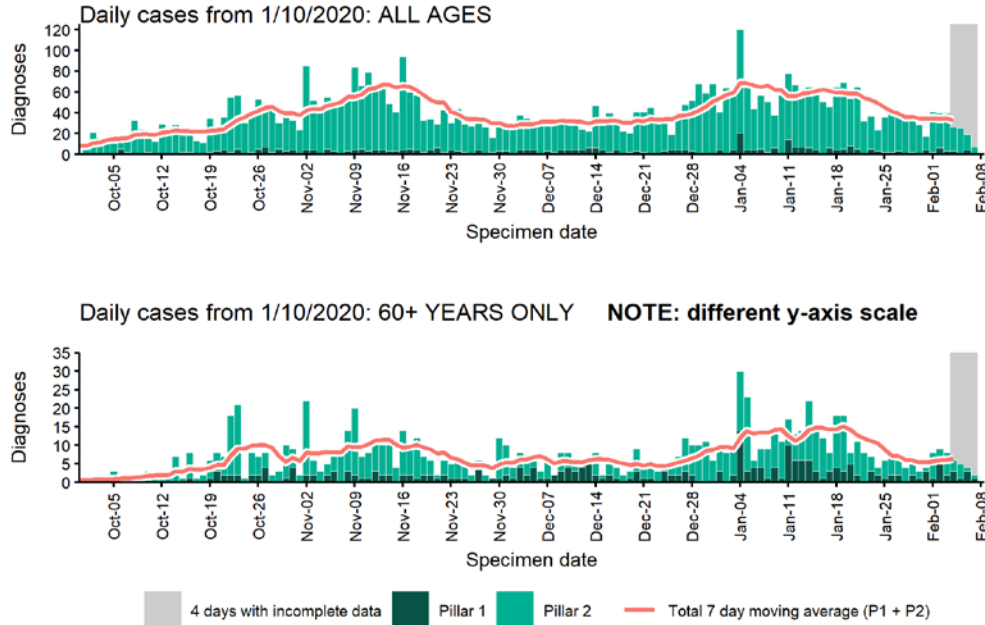 Daily cases from 1/10/2020: ALL AGES
120
100
80
60
40
20
0
Diagnoses
Oct-05 Oct-12 Oct-19 Oct-26 Nov-02 Nov-09 Nov-16 Nov-23 Nov-30 Dec-07 Dec-14 Dec-21 Dec-28 Jan-04 Jan-11 Jan-18 Jan-25 Feb-01 Feb-08
Specimen date
Daily cases from 1/10/2020: 60+ YEARS ONLY NOTE: different y-axis scale
35
30
25
20
15
10
5
0
Diagnoses
Oct-05 Oct-12 Oct-19 Oct-26 Nov-02 Nov-09 Nov-16 Nov-23 Nov-30 Dec-07 Dec-14 Dec-21 Dec-28 Jan-04 Jan-11 Jan-18 Jan-25 Feb-01 Feb-08
Specimen date
4 days with incomplete data Pillar 1 Pillar 2 Total 7 day moving average (P1 + P2)